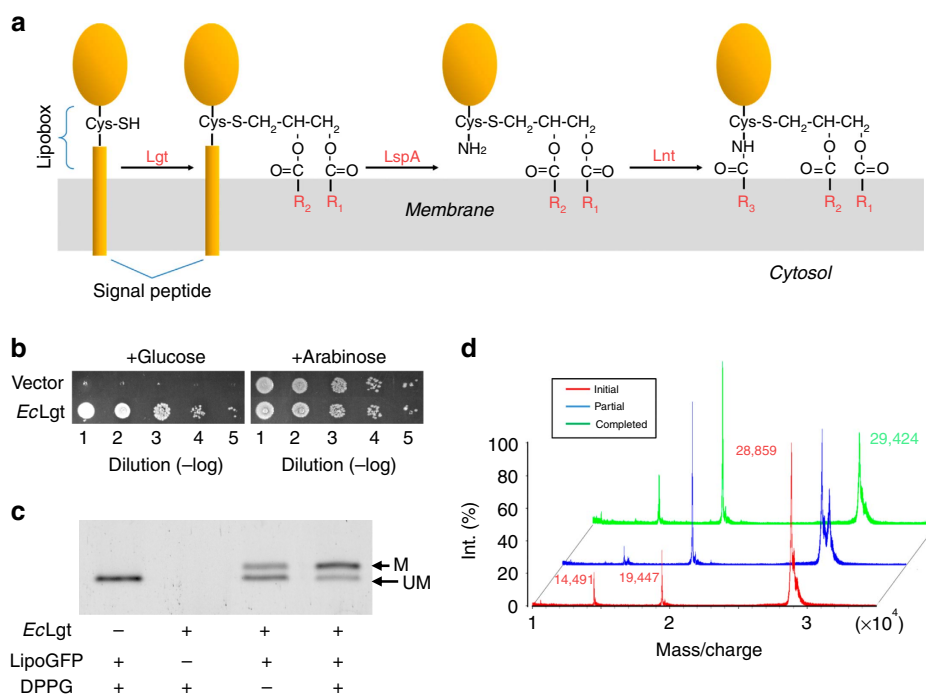 a
Lipobox
Cys-SH
Lgt
Cys-S-CH2-CH-CH2
O O
O=C C=O
R2 R1
LspA
Membrane
Cys-S-CH2-CH-CH2
NH2
O O
O=C C=O
R2 R1
Lnt
Cys-S-CH2-CH-CH2
NH
O=C
R3
O O
O=C C=O
R2 R1
Cytosol
Signal peptide
b
+Glucose +Arabinose
Vector
EcLgt
1 2 3 4 5 1 2 3 4 5
Dilution (–log) Dilution (–log)
c
M
UM
EcLgt – + + +
LipoGFP + – + +
DPPG + + – +
d
Initial
Partial
Completed
28,859
29,424
14,491
19,447
Int. (%)
100
80
60
40
20
0
1 2 3 (×10⁴)
Mass/charge